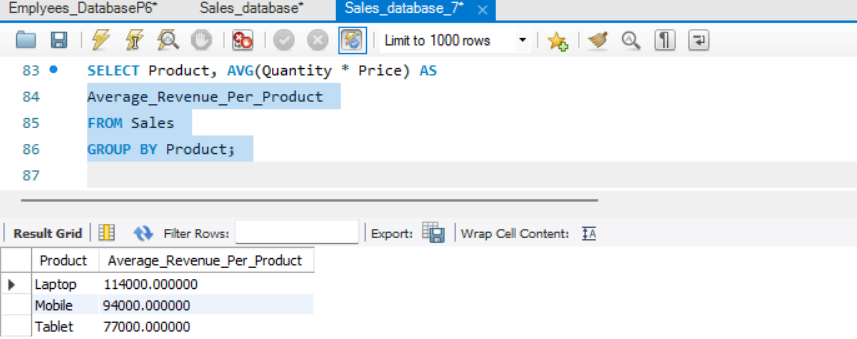 Emplyees_DatabaseP6* Sales_database* Sales_database_7* ×
Limit to 1000 rows
83 SELECT Product, AVG(Quantity * Price) AS
84 Average_Revenue_Per_Product
85 FROM Sales
86 GROUP BY Product;
87
Result Grid Filter Rows: Export: Wrap Cell Content:
Product Average_Revenue_Per_Product
Laptop 114000.000000
Mobile 94000.000000
Tablet 77000.000000